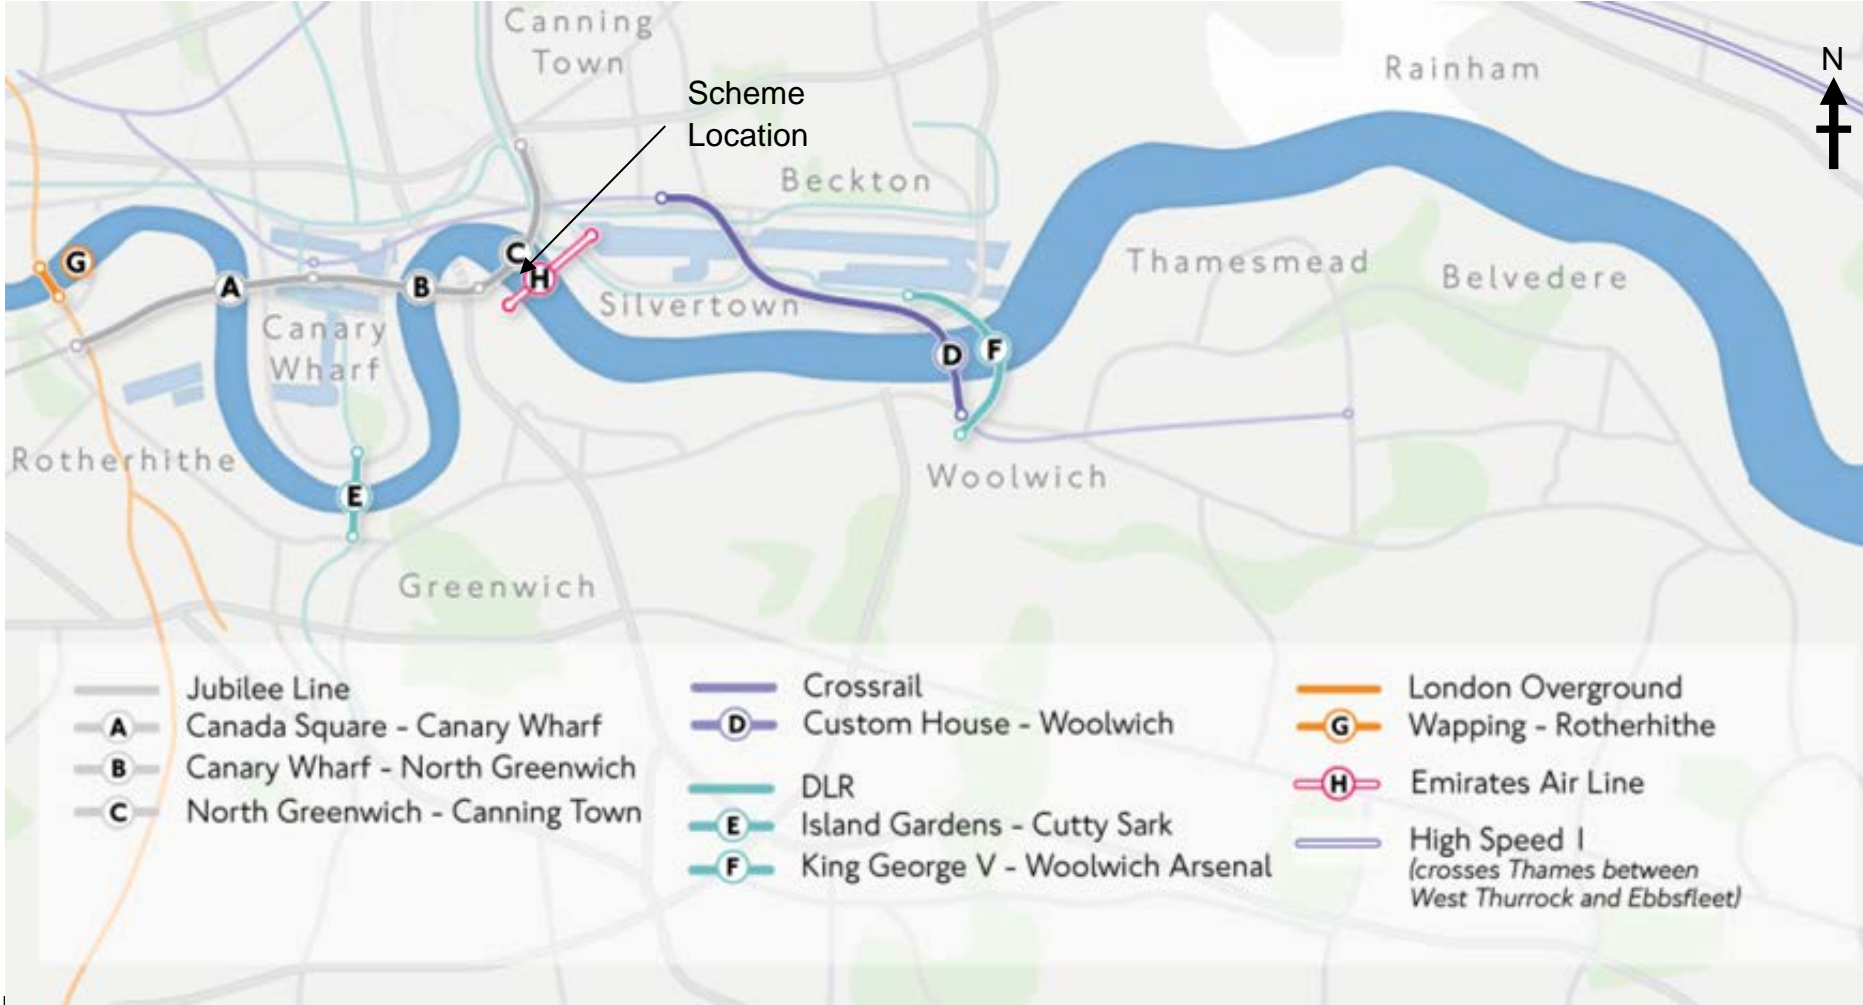 Canning
Town
Rainham
N
Scheme
Location
Beckton
G
C
H
A
B
Thamesmead
Belvedere
Silvertown
Canary
Wharf
D
F
Rotherhithe
Woolwich
E
Greenwich
Jubilee Line
A Canada Square - Canary Wharf
B Canary Wharf - North Greenwich
C North Greenwich - Canning Town
Crossrail
D Custom House - Woolwich
DLR
E Island Gardens - Cutty Sark
F King George V - Woolwich Arsenal
London Overground
G Wapping - Rotherhithe
H Emirates Air Line
High Speed 1
(crosses Thames between
West Thurrock and Ebbsfleet)